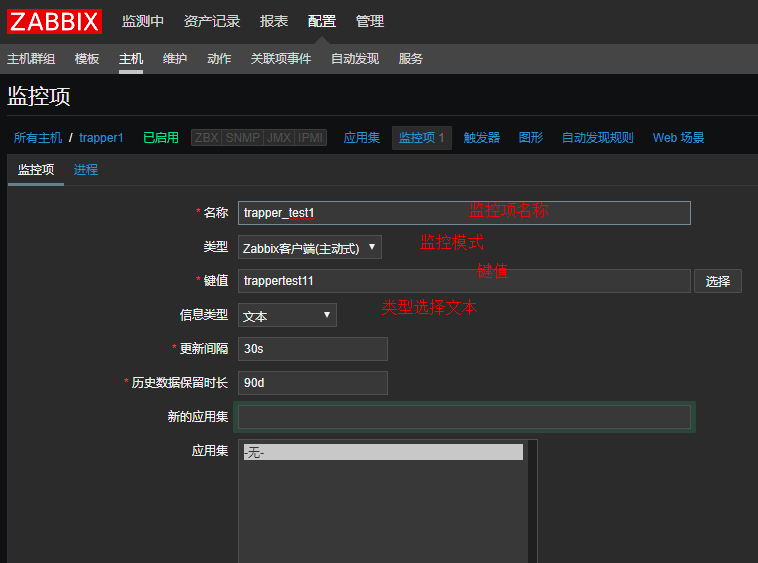 ZABBIX 监测中 资产记录 报表 配置 管理
主机群组 模板 主机 维护 动作 关联项事件 自动发现 服务
监控项
所有主机 / trapper1 已启用 ZBX SNMP JMX IPMI 应用集 监控项 1 触发器 图形 自动发现规则 Web 场景
监控项 进程
* 名称 trapper_test1 监控项名称
类型 Zabbix客户端(主动式) ▼ 监控模式
* 键值 trappertest11 键值 选择
信息类型 文本 ▼ 类型选择文本
* 更新间隔 30s
* 历史数据保留时长 90d
新的应用集
应用集 -无-